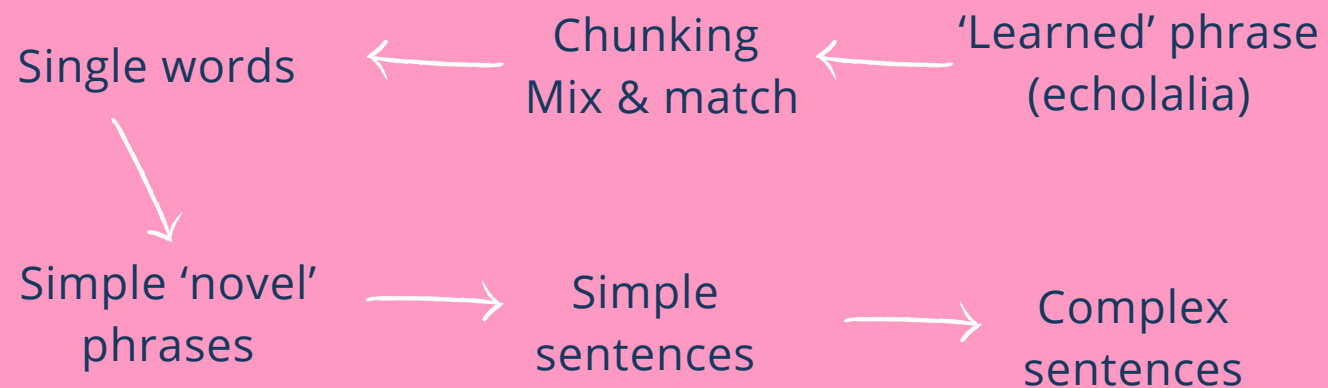 Single words
Chunking
Mix & match
‘Learned’ phrase
(echolalia)
Simple ‘novel’
phrases
Simple
sentences
Complex
sentences